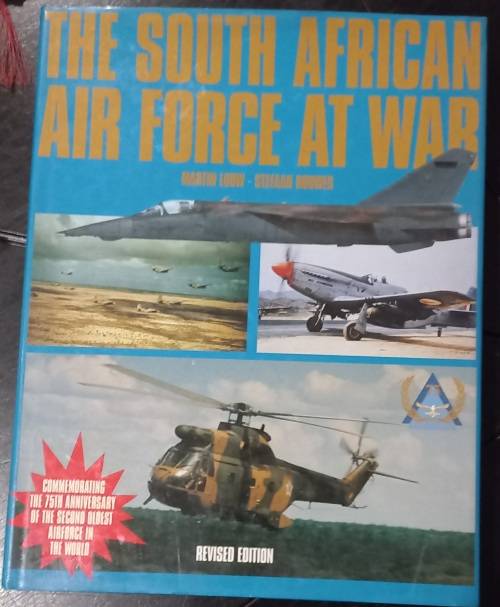 THE SOUTH AFRICAN
AIR FORCE AT WAR
MARTIN LOUW - STEFAAN BOUWER
COMMEMORATING
THE 75TH ANNIVERSARY
OF THE SECOND OLDEST
AIRFORCE IN
THE WORLD
REVISED EDITION